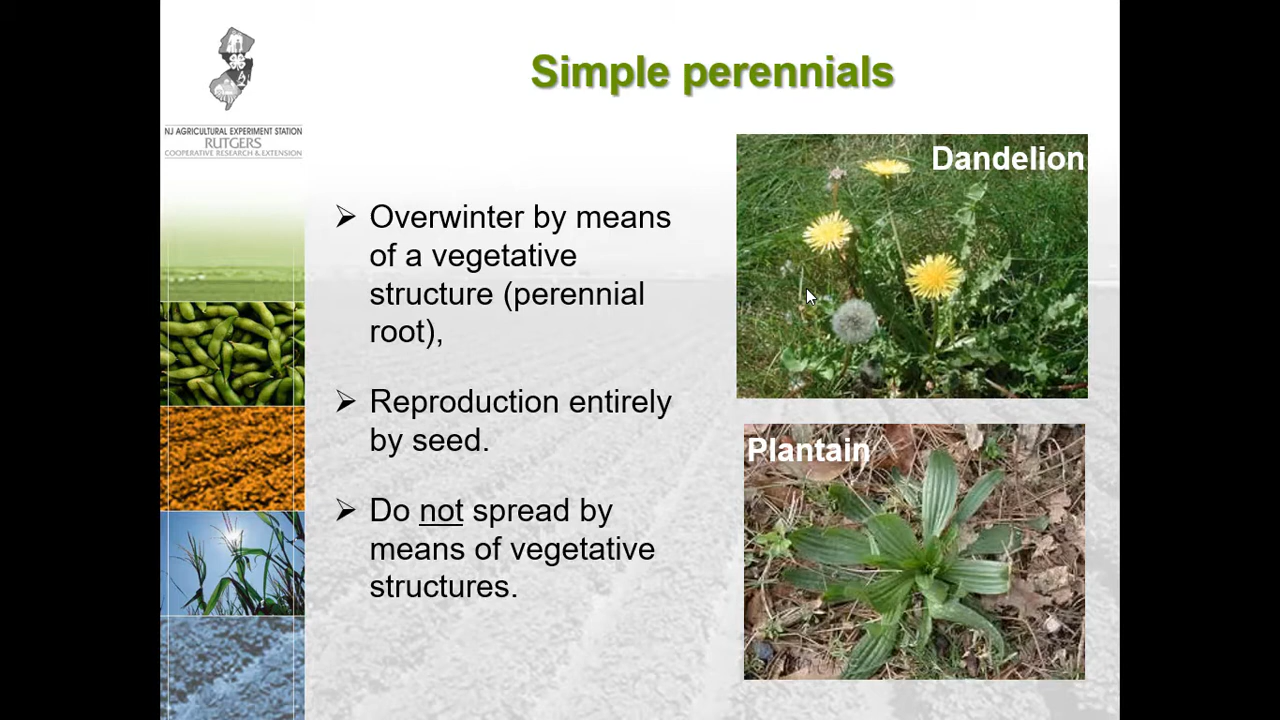 Simple perennials
NJ AGRICULTURAL EXPERIMENT STATION
RUTGERS
COOPERATIVE RESEARCH & EXTENSION
➢ Overwinter by means
of a vegetative
structure (perennial
root),
➢ Reproduction entirely
by seed.
➢ Do not spread by
means of vegetative
structures.
Dandelion
Plantain